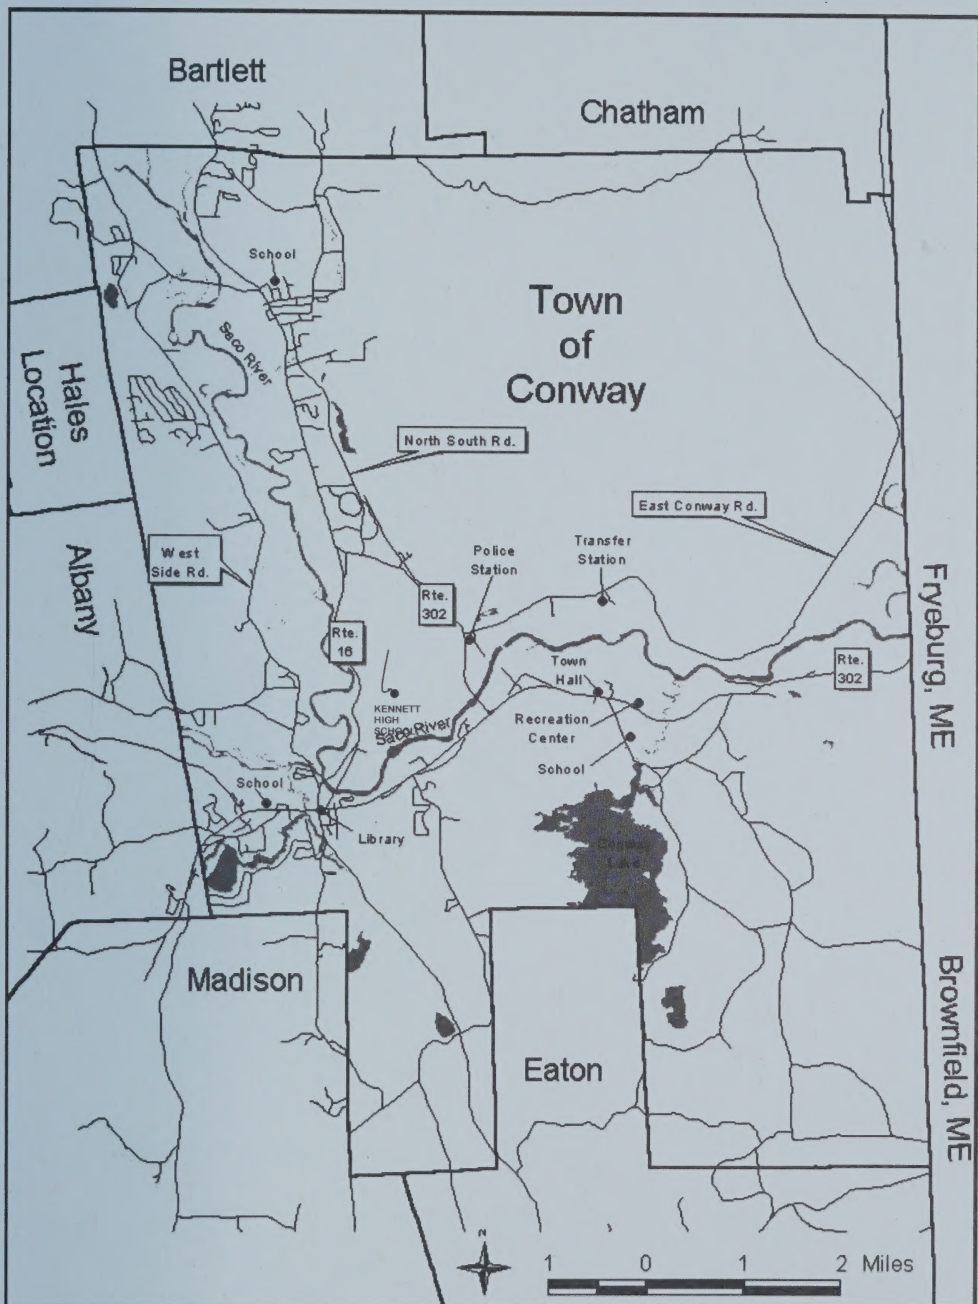 Bartlett
Chatham
School
Town
of
Conway
Saco River
Hales
Location
North South Rd.
East Conway Rd.
West
Side Rd.
Albany
Police
Station
Transfer
Station
Rte.
302
Rte.
16
Fryeburg, ME
Town
Hall
Rte.
302
KENNETT
HIGH
SCHOOL
Saco River
Recreation
Center
School
School
Library
Conway
Lake
Madison
Eaton
Brownfield, ME
N
1 0 1 2 Miles